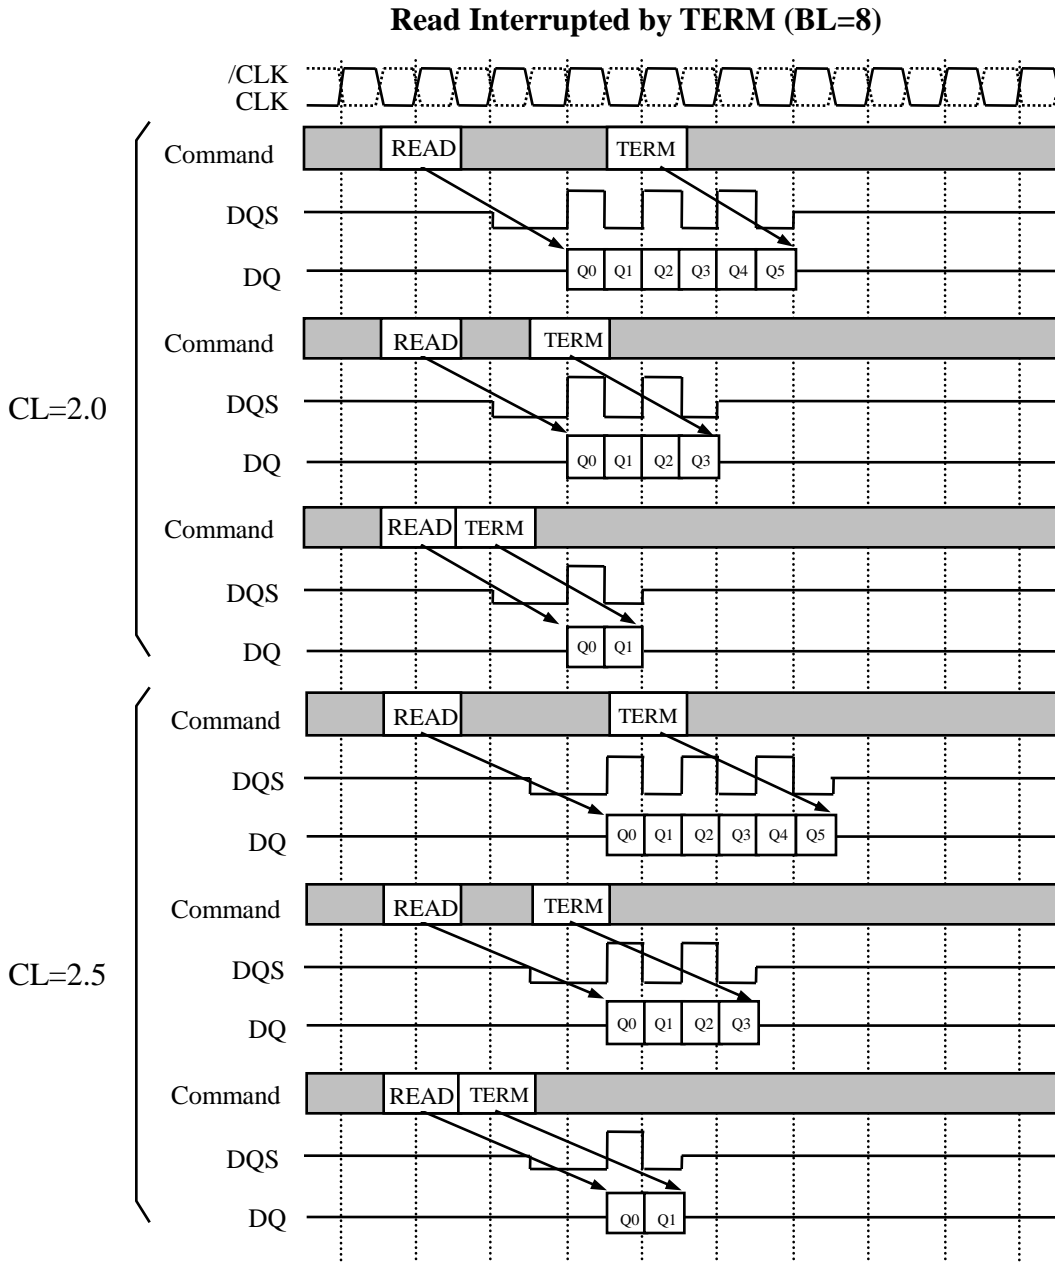 Read Interrupted by TERM (BL=8)
/CLK
CLK
CL=2.0
Command READ TERM
DQS
DQ Q0 Q1 Q2 Q3 Q4 Q5
Command READ TERM
DQS
DQ Q0 Q1 Q2 Q3
Command READ TERM
DQS
DQ Q0 Q1
CL=2.5
Command READ TERM
DQS
DQ Q0 Q1 Q2 Q3 Q4 Q5
Command READ TERM
DQS
DQ Q0 Q1 Q2 Q3
Command READ TERM
DQS
DQ Q0 Q1